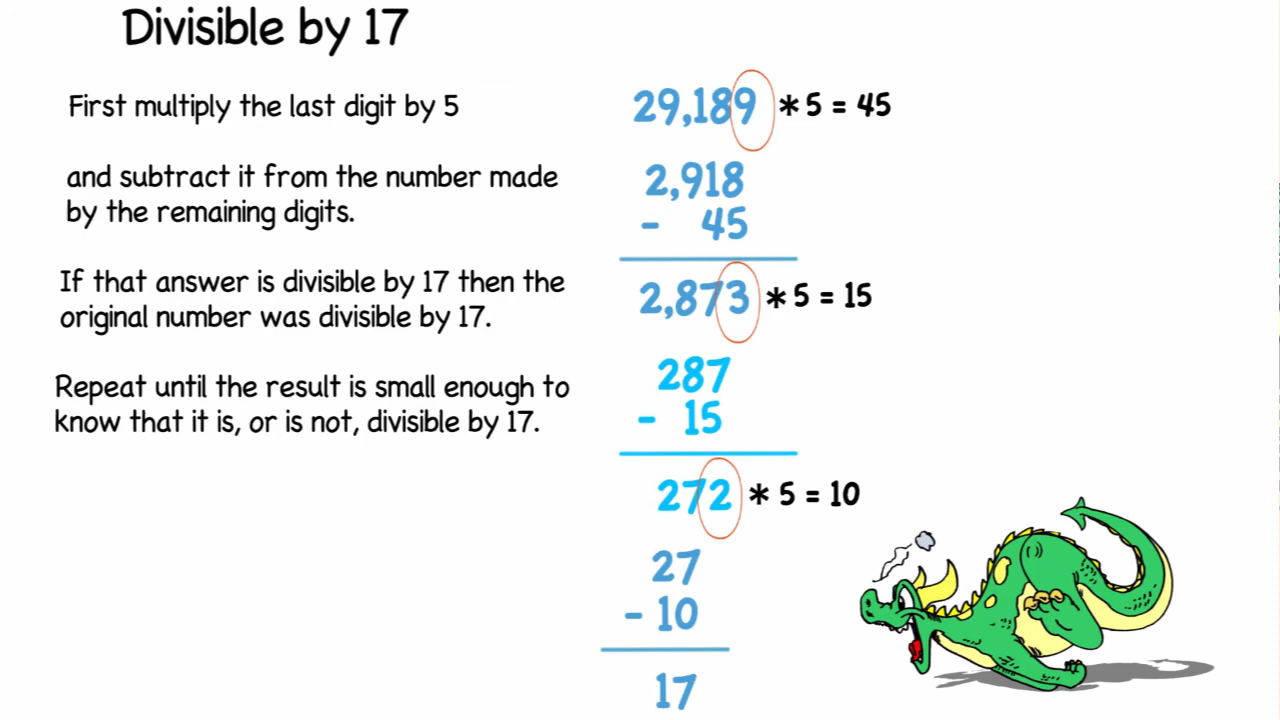 Divisible by 17
First multiply the last digit by 5
and subtract it from the number made
by the remaining digits.
If that answer is divisible by 17 then the
original number was divisible by 17.
Repeat until the result is small enough to
know that it is, or is not, divisible by 17.
29,189 * 5 = 45
2,918
- 45
2,873 * 5 = 15
287
- 15
272 * 5 = 10
27
- 10
17